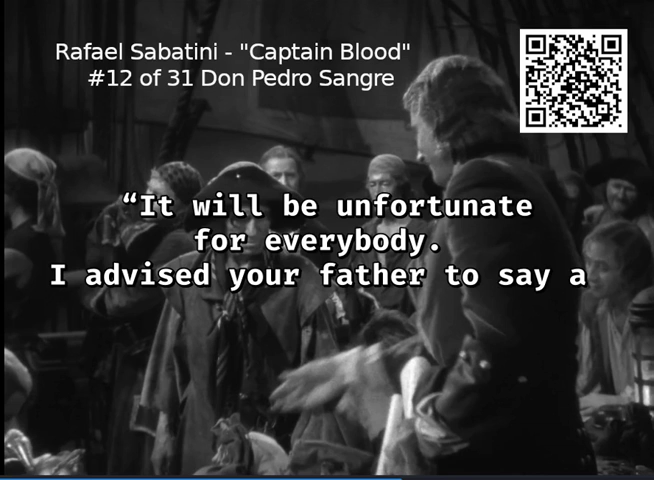 Rafael Sabatini - "Captain Blood"
#12 of 31 Don Pedro Sangre
“It will be unfortunate
for everybody.
I advised your father to say a